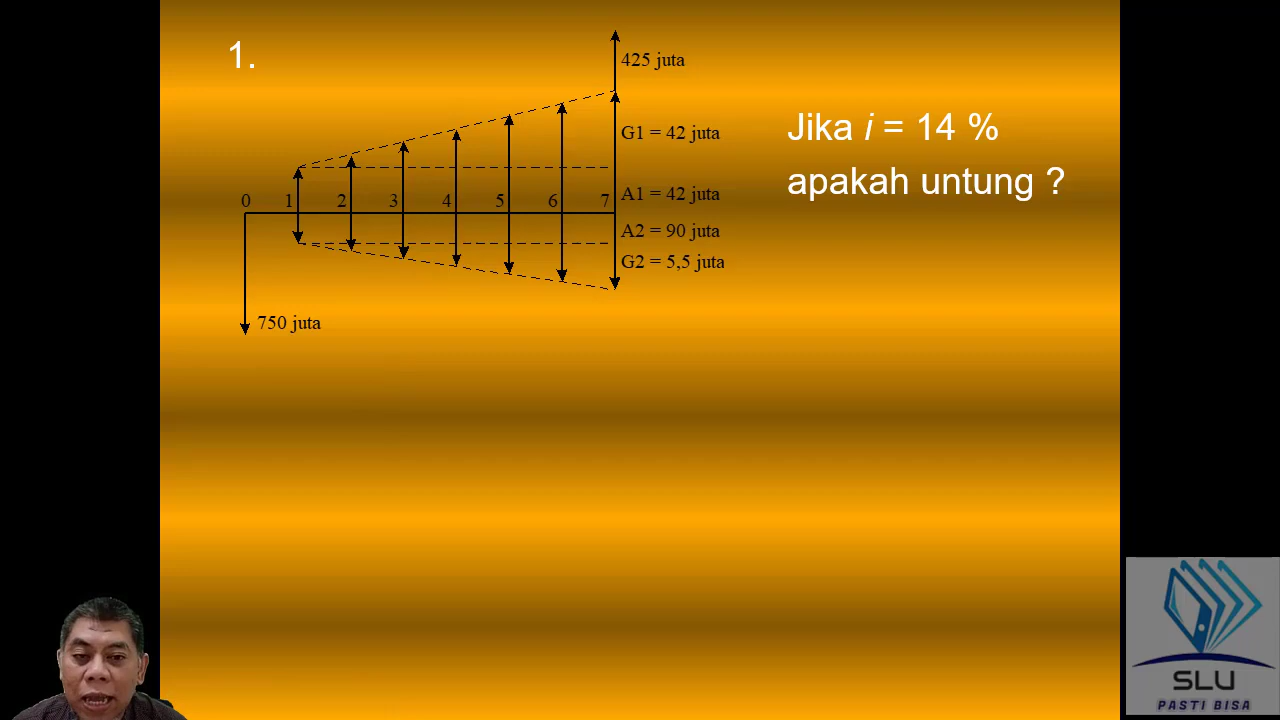 1.
425 juta
G1 = 42 juta
Jika i = 14 %
apakah untung ?
0 1 2 3 4 5 6 7
A1 = 42 juta
A2 = 90 juta
G2 = 5,5 juta
750 juta
SLU
PASTI BISA